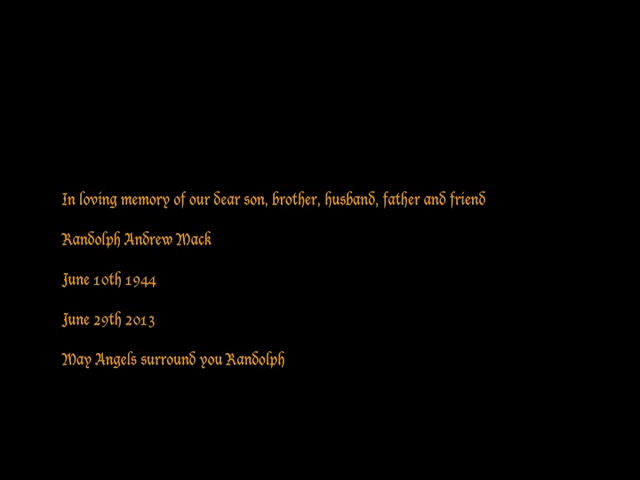 In loving memory of our dear son, brother, husband, father and friend
Randolph Andrew Mack
June 10th 1944
June 29th 2013
May Angels surround you Randolph